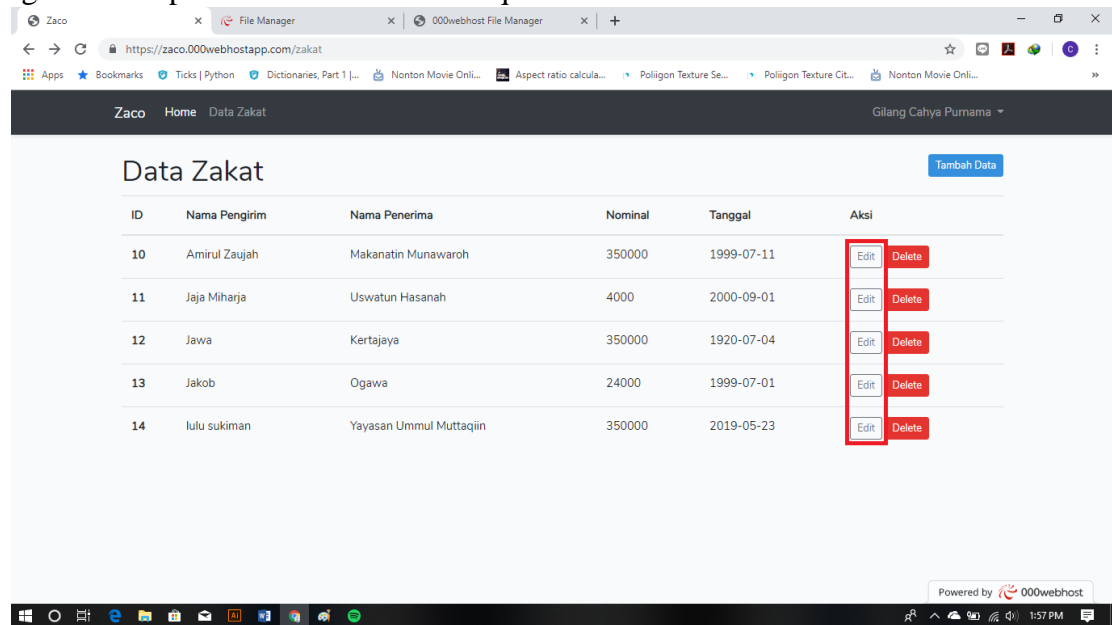 Zaco File Manager 000webhost File Manager
https://zaco.000webhostapp.com/zakat
Apps Bookmarks Ticks | Python Dictionaries, Part 1 |... Nonton Movie Onli... Aspect ratio calcula... Poliigon Texture Se... Poliigon Texture Cit... Nonton Movie Onli... »
Zaco Home Data Zakat Gilang Cahya Purnama
Data Zakat Tambah Data
ID Nama Pengirim Nama Penerima Nominal Tanggal Aksi
10 Amirul Zaujah Makanatin Munawaroh 350000 1999-07-11 Edit Delete
11 Jaja Miharja Uswatun Hasanah 4000 2000-09-01 Edit Delete
12 Jawa Kertajaya 350000 1920-07-04 Edit Delete
13 Jakob Ogawa 24000 1999-07-01 Edit Delete
14 lulu sukiman Yayasan Ummul Muttaqiin 350000 2019-05-23 Edit Delete
Powered by 000webhost
Ai 1:57 PM